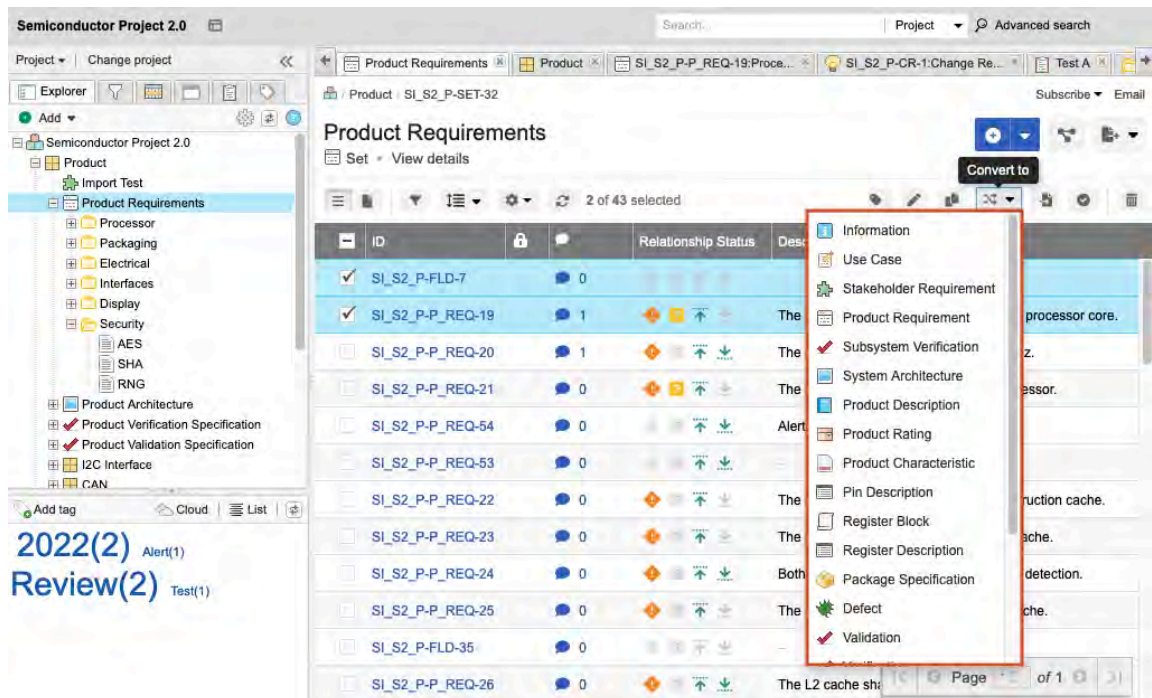 Semiconductor Project 2.0
Search... Project Advanced search
Project Change project
Product Requirements Product SI_S2_P-P_REQ-19:Proce... SI_S2_P-CR-1:Change Re... Test A
Explorer
Product SI_S2_P-SET-32 Subscribe Email
Add
Product Requirements
Set View details
Convert to
2 of 43 selected
Semiconductor Project 2.0
Product
Import Test
Product Requirements
Processor
Packaging
Electrical
Interfaces
Display
Security
AES
SHA
RNG
Product Architecture
Product Verification Specification
Product Validation Specification
I2C Interface
CAN
Add tag Cloud List
2022(2) Alert(1)
Review(2) Test(1)
ID Relationship Status Desc
SI_S2_P-FLD-7 0
SI_S2_P-P_REQ-19 1 The processor core.
SI_S2_P-P_REQ-20 1 The z.
SI_S2_P-P_REQ-21 0 The essor.
SI_S2_P-P_REQ-54 0 Alert
SI_S2_P-P_REQ-53 0
SI_S2_P-P_REQ-22 0 The ruction cache.
SI_S2_P-P_REQ-23 0 The ache.
SI_S2_P-P_REQ-24 0 Both detection.
SI_S2_P-P_REQ-25 0 The che.
SI_S2_P-FLD-35 0
SI_S2_P-P_REQ-26 0 The L2 cache sha
Information
Use Case
Stakeholder Requirement
Product Requirement
Subsystem Verification
System Architecture
Product Description
Product Rating
Product Characteristic
Pin Description
Register Block
Register Description
Package Specification
Defect
Validation
Page of 1